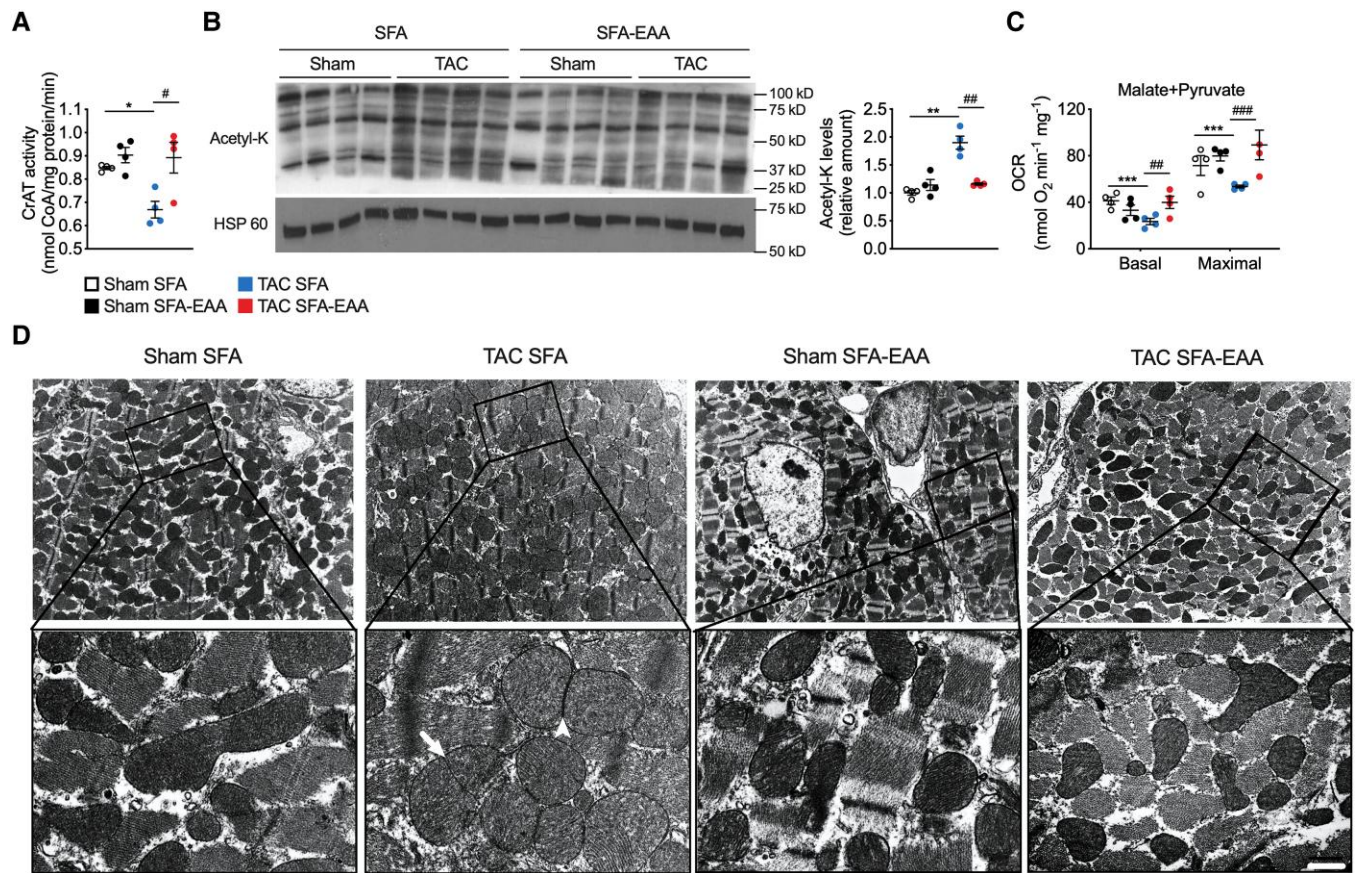 A
CrAT activity
(nmol CoA/mg protein/min)
1.1
1.0
0.9
0.8
0.7
0.6
0.5
*
#
B
SFA
SFA-EAA
Sham
TAC
Sham
TAC
Acetyl-K
HSP 60
100 kD
75 kD
50 kD
37 kD
25 kD
75 kD
50 kD
Acetyl-K levels
(relative amount)
2.5
2.0
1.5
1.0
0.5
0.0
**
##
C
Malate+Pyruvate
OCR
(nmol O2 min-1 mg-1)
120
80
40
0
***
##
***
###
Basal
Maximal
Sham SFA
TAC SFA
Sham SFA-EAA
TAC SFA-EAA
D
Sham SFA
TAC SFA
Sham SFA-EAA
TAC SFA-EAA